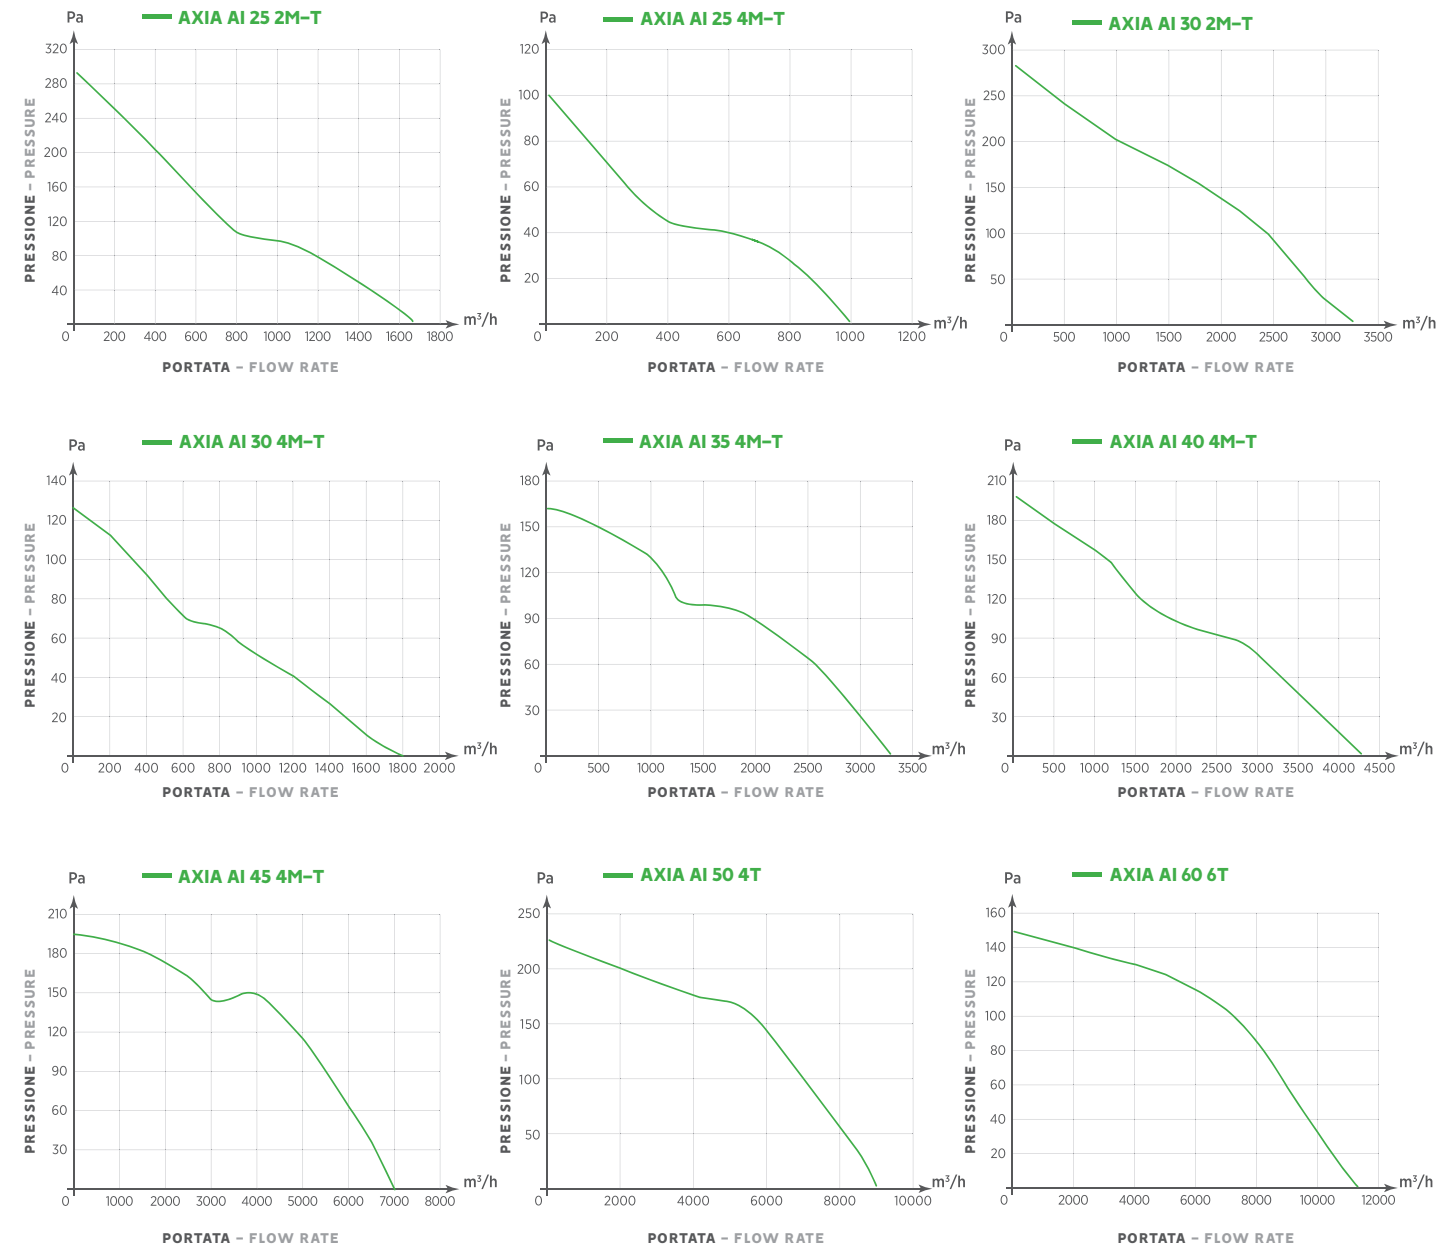 Pa
AXIA AI 25 2M–T
320
280
240
200
160
120
80
40
0 200 400 600 800 1000 1200 1400 1600 1800
m³/h
PRESSIONE – PRESSURE
PORTATA – FLOW RATE
Pa
AXIA AI 25 4M–T
120
100
80
60
40
20
0 200 400 600 800 1000 1200
m³/h
PRESSIONE – PRESSURE
PORTATA – FLOW RATE
Pa
AXIA AI 30 2M–T
300
250
200
150
100
50
0 500 1000 1500 2000 2500 3000 3500
m³/h
PRESSIONE – PRESSURE
PORTATA – FLOW RATE
Pa
AXIA AI 30 4M–T
140
120
100
80
60
40
20
0 200 400 600 800 1000 1200 1400 1600 1800 2000
m³/h
PRESSIONE – PRESSURE
PORTATA – FLOW RATE
Pa
AXIA AI 35 4M–T
180
150
120
90
60
30
0 500 1000 1500 2000 2500 3000 3500
m³/h
PRESSIONE – PRESSURE
PORTATA – FLOW RATE
Pa
AXIA AI 40 4M–T
210
180
150
120
90
60
30
0 500 1000 1500 2000 2500 3000 3500 4000 4500
m³/h
PRESSIONE – PRESSURE
PORTATA – FLOW RATE
Pa
AXIA AI 45 4M–T
210
180
150
120
90
60
30
0 1000 2000 3000 4000 5000 6000 7000 8000
m³/h
PRESSIONE – PRESSURE
PORTATA – FLOW RATE
Pa
AXIA AI 50 4T
250
200
150
100
50
0 2000 4000 6000 8000 10000
m³/h
PRESSIONE – PRESSURE
PORTATA – FLOW RATE
Pa
AXIA AI 60 6T
160
140
120
100
80
60
40
20
0 2000 4000 6000 8000 10000 12000
m³/h
PRESSIONE – PRESSURE
PORTATA – FLOW RATE